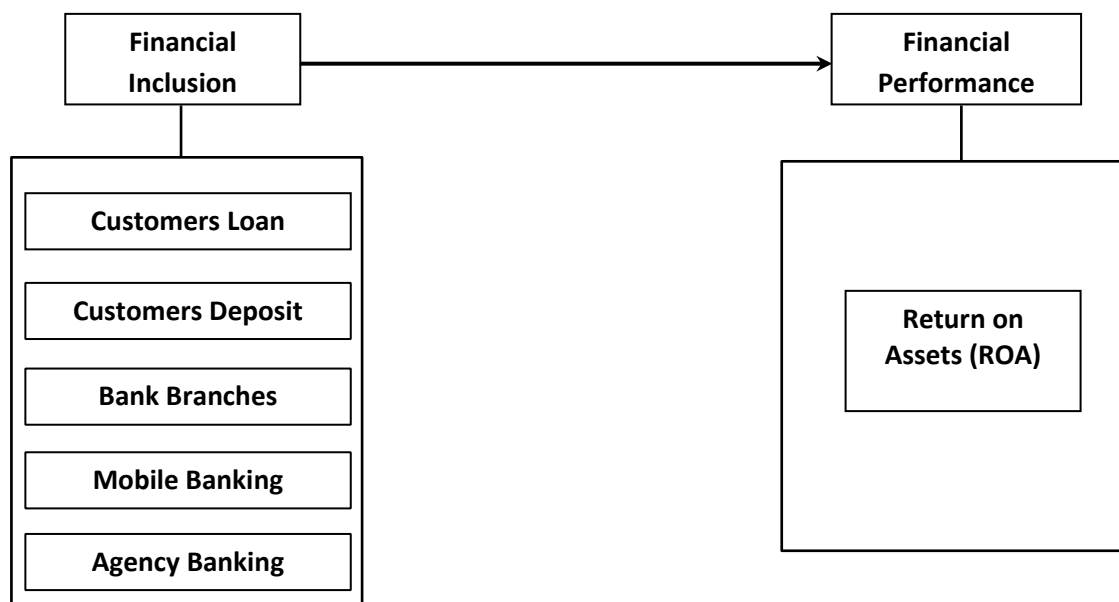 Financial
Inclusion
Financial
Performance
Customers Loan
Customers Deposit
Bank Branches
Mobile Banking
Agency Banking
Return on
Assets (ROA)